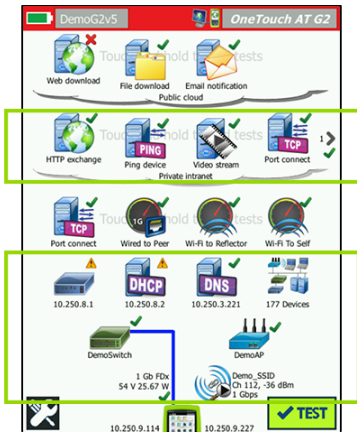 DemoG2v5
OneTouch AT G2
Touch and hold to add tests
Web download
File download
Email notification
Public cloud
HTTP exchange
PING
Ping device
Video stream
TCP
Port connect
1
Private intranet
TCP
Port connect
1G
Wired to Peer
Wi-Fi to Reflector
Wi-Fi To Self
10.250.8.1
DHCP
10.250.8.2
DNS
10.250.3.221
177 Devices
DemoSwitch
DemoAP
1 Gb FDx
54 V 25.67 W
Demo_SSID
Ch 112, -36 dBm
1 Gbps
10.250.9.114
10.250.9.227
TEST